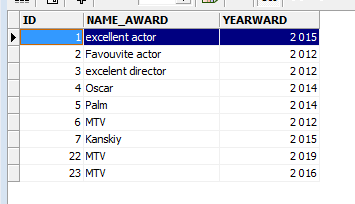 ID NAME_AWARD YEARWARD
1 excellent actor 2 015
2 Favouvite actor 2 012
3 excelent director 2 012
4 Oscar 2 014
5 Palm 2 014
6 MTV 2 012
7 Kanskiy 2 015
22 MTV 2 019
23 MTV 2 016